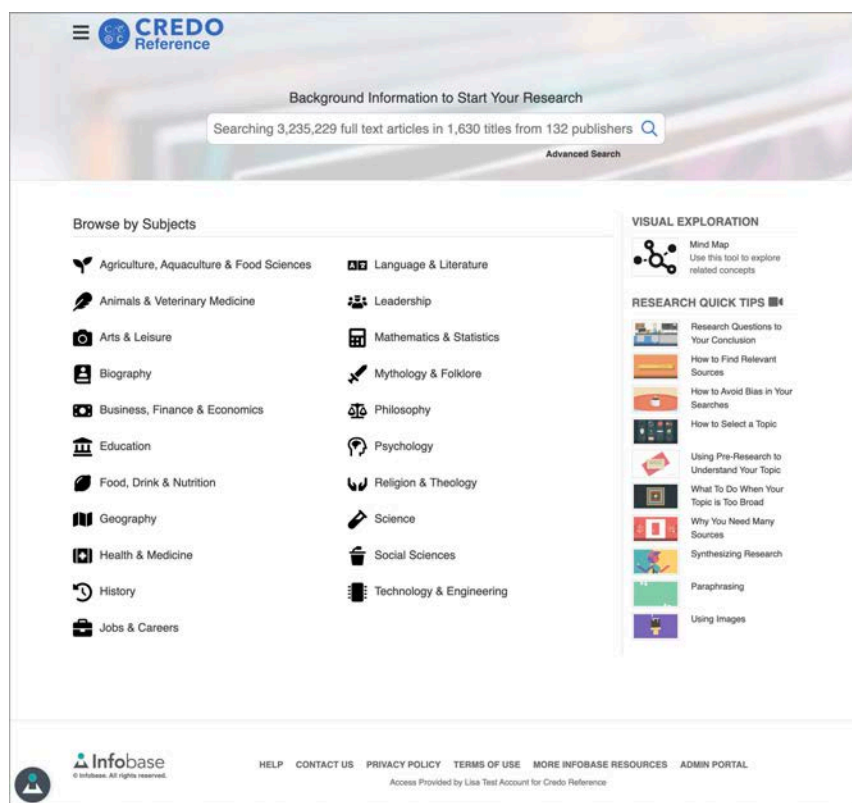 CREDO
Reference
Background Information to Start Your Research
Searching 3,235,229 full text articles in 1,630 titles from 132 publishers
Advanced Search
Browse by Subjects
Agriculture, Aquaculture & Food Sciences
Animals & Veterinary Medicine
Arts & Leisure
Biography
Business, Finance & Economics
Education
Food, Drink & Nutrition
Geography
Health & Medicine
History
Jobs & Careers
Language & Literature
Leadership
Mathematics & Statistics
Mythology & Folklore
Philosophy
Psychology
Religion & Theology
Science
Social Sciences
Technology & Engineering
VISUAL EXPLORATION
Mind Map
Use this tool to explore
related concepts
RESEARCH QUICK TIPS
Research Questions to
Your Conclusion
How to Find Relevant
Sources
How to Avoid Bias in Your
Searches
How to Select a Topic
Using Pre-Research to
Understand Your Topic
What To Do When Your
Topic is Too Broad
Why You Need Many
Sources
Synthesizing Research
Paraphrasing
Using Images
Infobase
© Infobase. All rights reserved.
HELP CONTACT US PRIVACY POLICY TERMS OF USE MORE INFOBASE RESOURCES ADMIN PORTAL
Access Provided by Lisa Test Account for Credo Reference